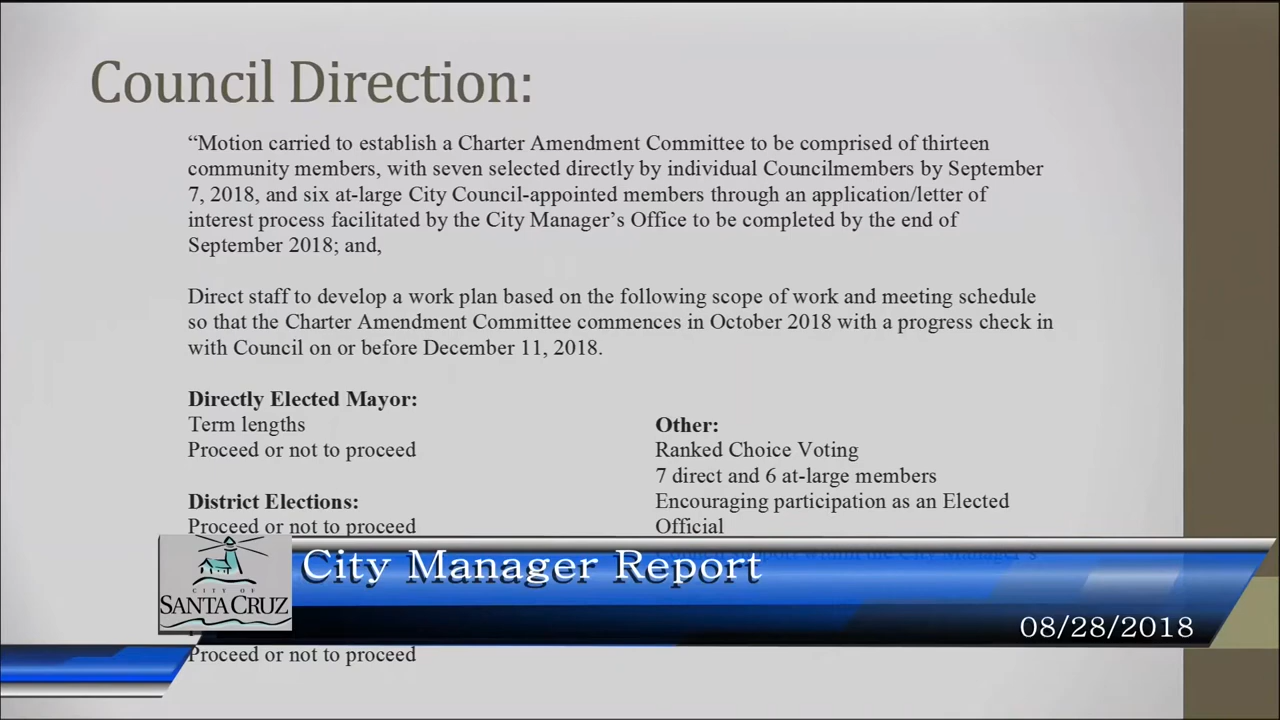 Council Direction:
“Motion carried to establish a Charter Amendment Committee to be comprised of thirteen
community members, with seven selected directly by individual Councilmembers by September
7, 2018, and six at-large City Council-appointed members through an application/letter of
interest process facilitated by the City Manager’s Office to be completed by the end of
September 2018; and,
Direct staff to develop a work plan based on the following scope of work and meeting schedule
so that the Charter Amendment Committee commences in October 2018 with a progress check in
with Council on or before December 11, 2018.
Directly Elected Mayor:
Term lengths
Proceed or not to proceed
District Elections:
Proceed or not to proceed
Other:
Ranked Choice Voting
7 direct and 6 at-large members
Encouraging participation as an Elected
Official
within the City Manager’s
City Manager Report
CITY OF
SANTA CRUZ
08/28/2018
Proceed or not to proceed